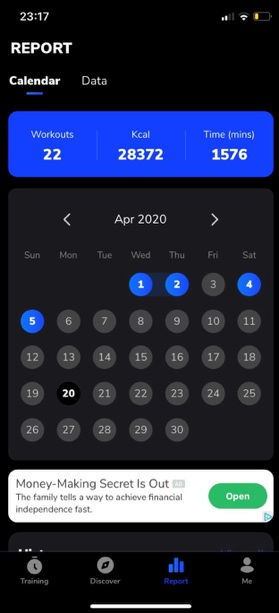 23:17
REPORT
Calendar Data
Workouts Kcal Time (mins)
22 28372 1576
Apr 2020
Sun Mon Tue Wed Thu Fri Sat
1 2 3 4
5 6 7 8 9 10 11
12 13 14 15 16 17 18
19 20 21 22 23 24 25
26 27 28 29 30
Money-Making Secret Is Out AD
The family tells a way to achieve financial
independence fast.
Open
Training Discover Report Me